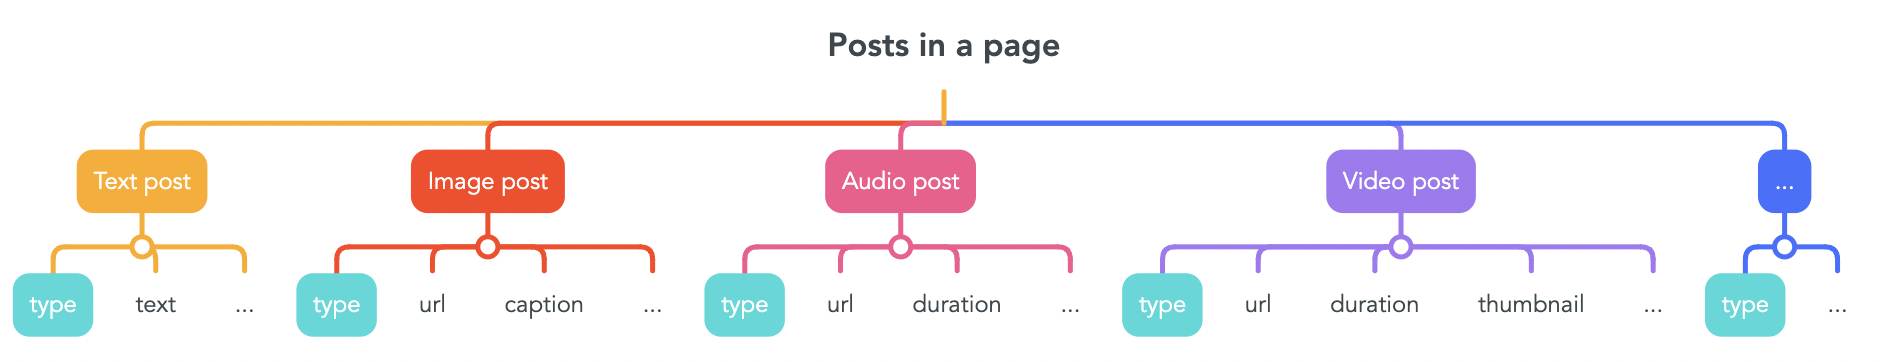 Posts in a page
Text post
Image post
Audio post
Video post
...
type
text
...
type
url
caption
...
type
url
duration
...
type
url
duration
thumbnail
...
type
...